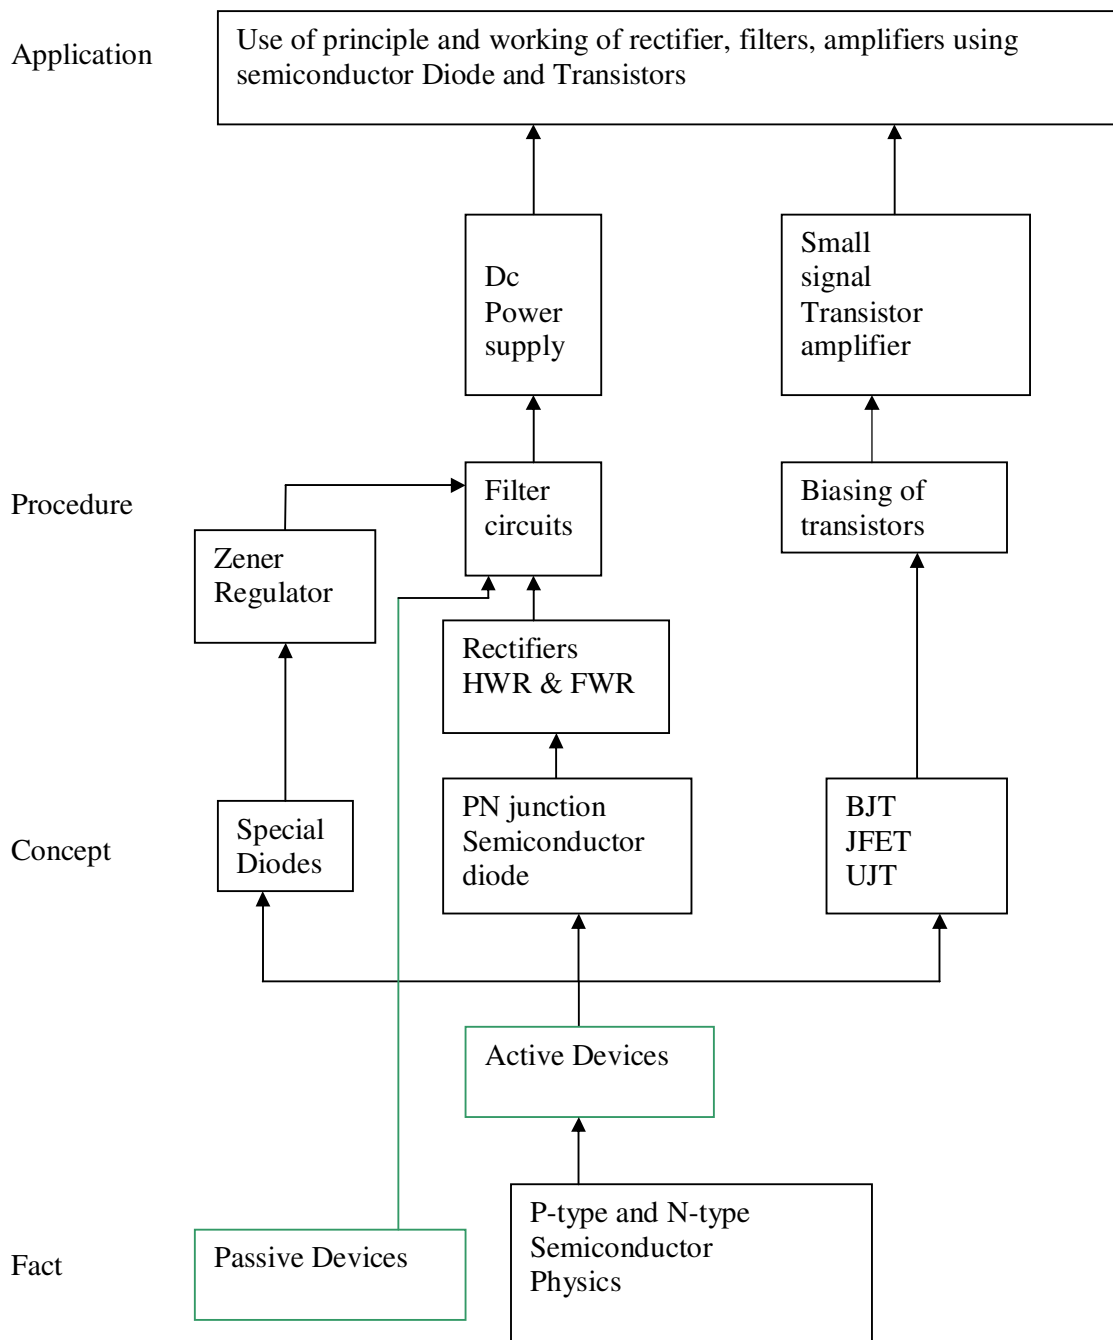 Application
Use of principle and working of rectifier, filters, amplifiers using
semiconductor Diode and Transistors
Dc
Power
supply
Small
signal
Transistor
amplifier
Procedure
Filter
circuits
Biasing of
transistors
Zener
Regulator
Rectifiers
HWR & FWR
Concept
Special
Diodes
PN junction
Semiconductor
diode
BJT
JFET
UJT
Active Devices
Fact
Passive Devices
P-type and N-type
Semiconductor
Physics